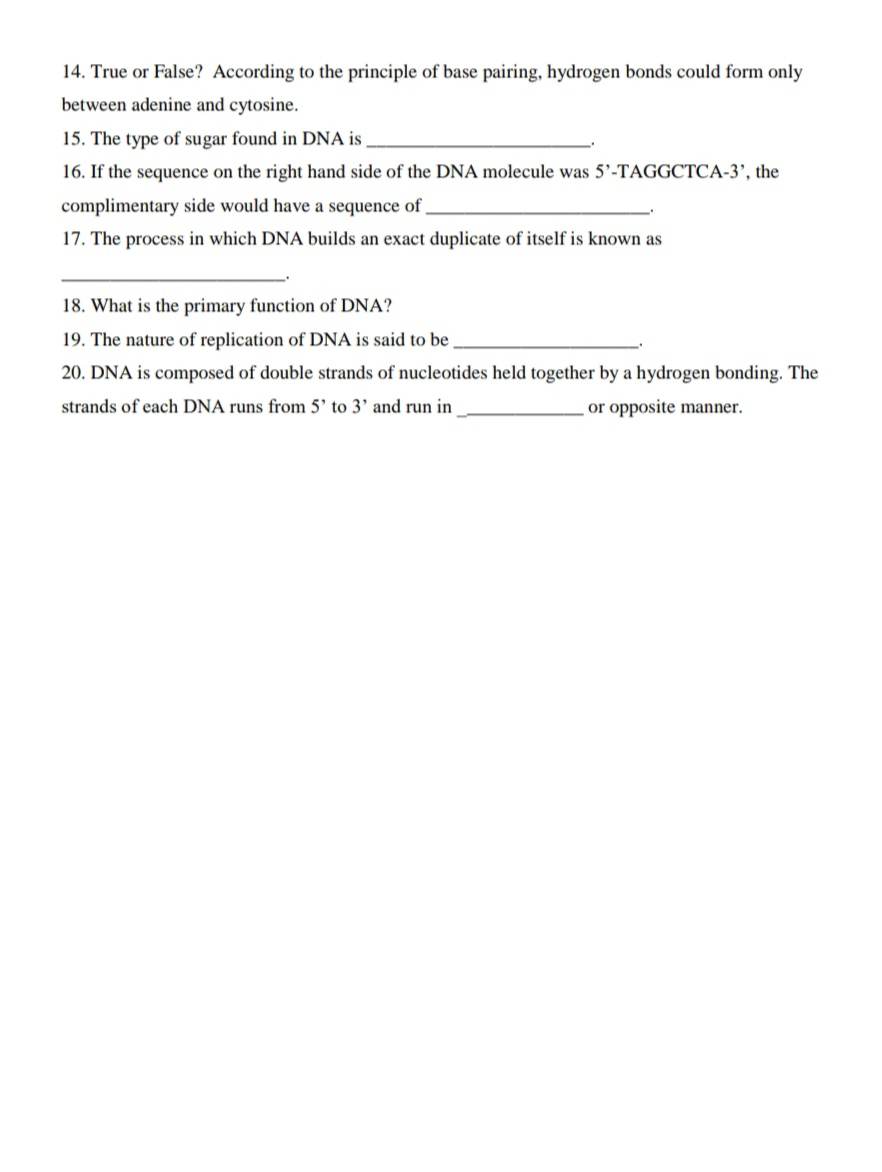 14. True or False?  According to the principle of base pairing, hydrogen bonds could form only
between adenine and cytosine.
15. The type of sugar found in DNA is ________________________.
16. If the sequence on the right hand side of the DNA molecule was 5’-TAGGCTCA-3’, the
complimentary side would have a sequence of ________________________.
17. The process in which DNA builds an exact duplicate of itself is known as
________________________.
18. What is the primary function of DNA?
19. The nature of replication of DNA is said to be ____________________.
20. DNA is composed of double strands of nucleotides held together by a hydrogen bonding. The
strands of each DNA runs from 5’ to 3’ and run in _____________ or opposite manner.